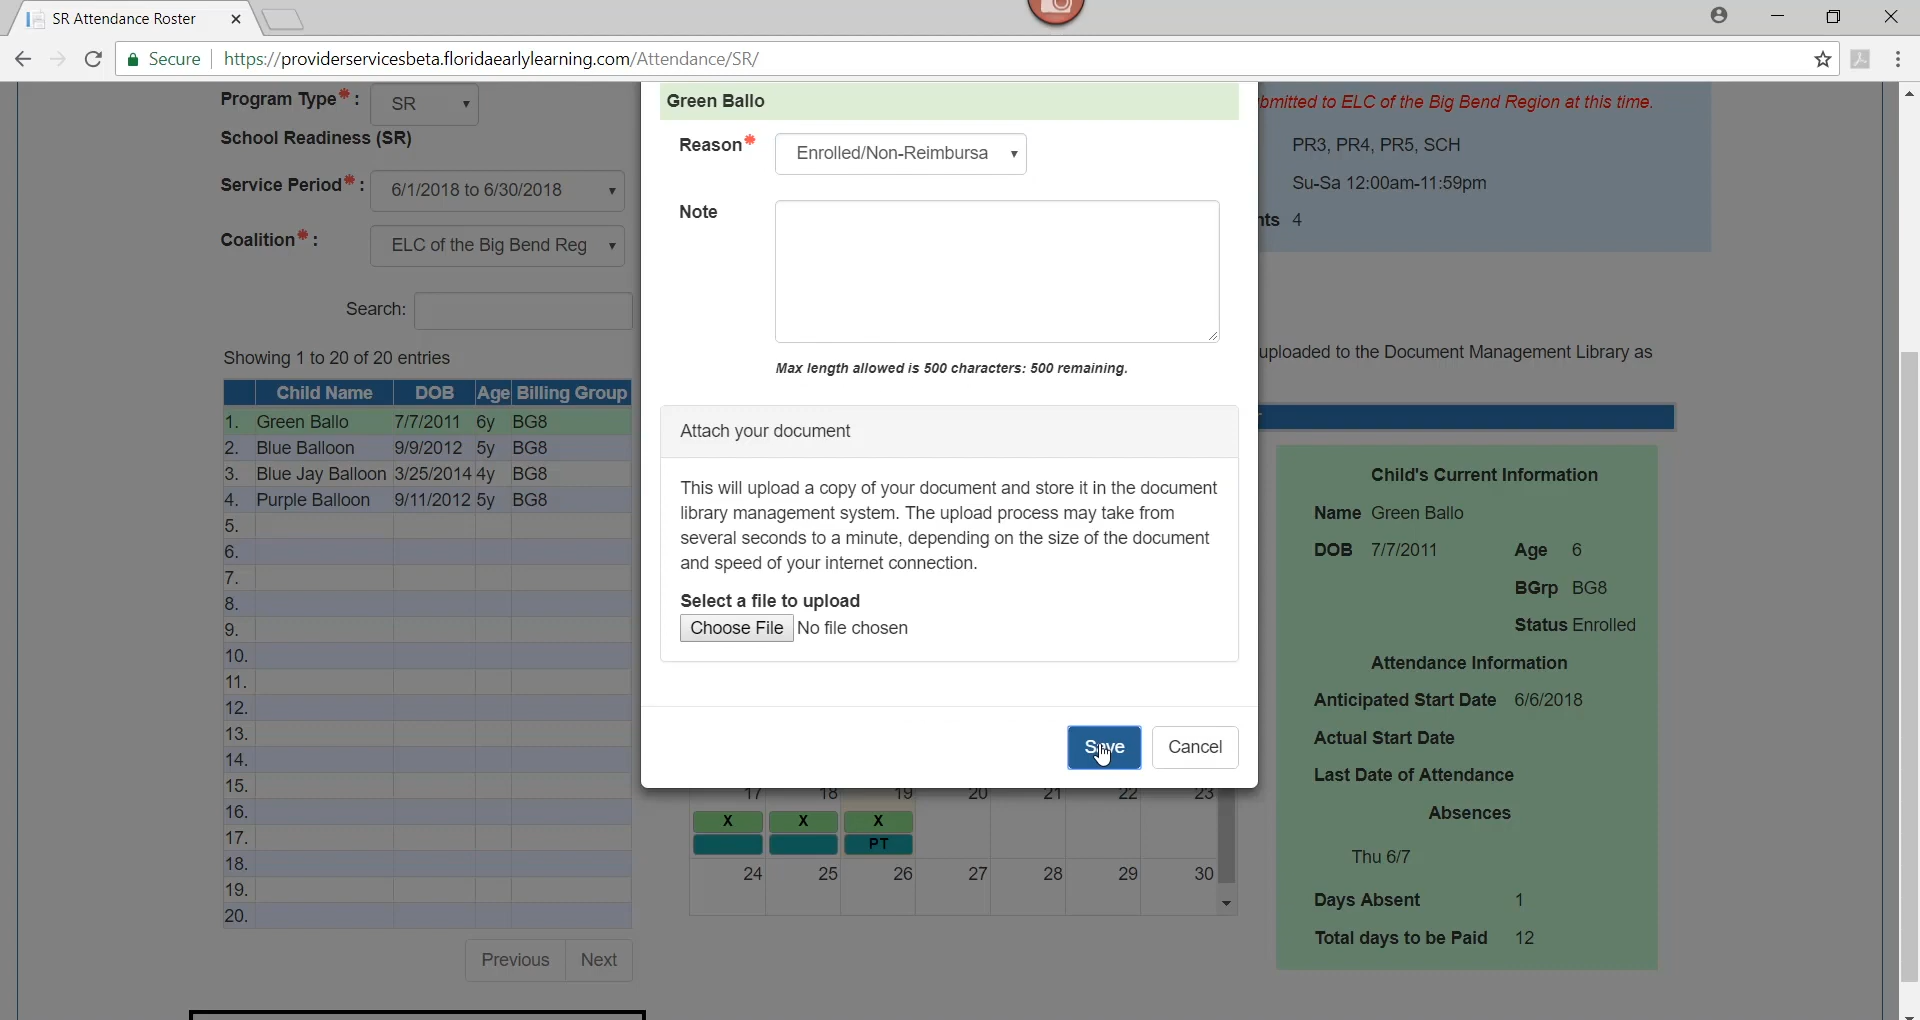 SR Attendance Roster
Secure https://providerservicesbeta.floridaearlylearning.com/Attendance/SR/
Program Type* : SR
School Readiness (SR)
Service Period* : 6/1/2018 to 6/30/2018
Coalition* : ELC of the Big Bend Reg
Search:
Showing 1 to 20 of 20 entries
Child Name DOB Age Billing Group
1. Green Ballo 7/7/2011 6y BG8
2. Blue Balloon 9/9/2012 5y BG8
3. Blue Jay Balloon 3/25/2014 4y BG8
4. Purple Balloon 9/11/2012 5y BG8
5.
6.
7.
8.
9.
10.
11.
12.
13.
14.
15.
16.
17.
18.
19.
20.
Previous Next
Green Ballo
Reason* Enrolled/Non-Reimbursa
Note
Max length allowed is 500 characters: 500 remaining.
Attach your document
This will upload a copy of your document and store it in the document
library management system. The upload process may take from
several seconds to a minute, depending on the size of the document
and speed of your internet connection.
Select a file to upload
Choose File No file chosen
Save Cancel
17 18 19 20 21 22 23
X X X
PT
24 25 26 27 28 29 30
bmitted to ELC of the Big Bend Region at this time.
PR3, PR4, PR5, SCH
Su-Sa 12:00am-11:59pm
nts 4
uploaded to the Document Management Library as
Child's Current Information
Name Green Ballo
DOB 7/7/2011 Age 6
BGrp BG8
Status Enrolled
Attendance Information
Anticipated Start Date 6/6/2018
Actual Start Date
Last Date of Attendance
Absences
Thu 6/7
Days Absent 1
Total days to be Paid 12